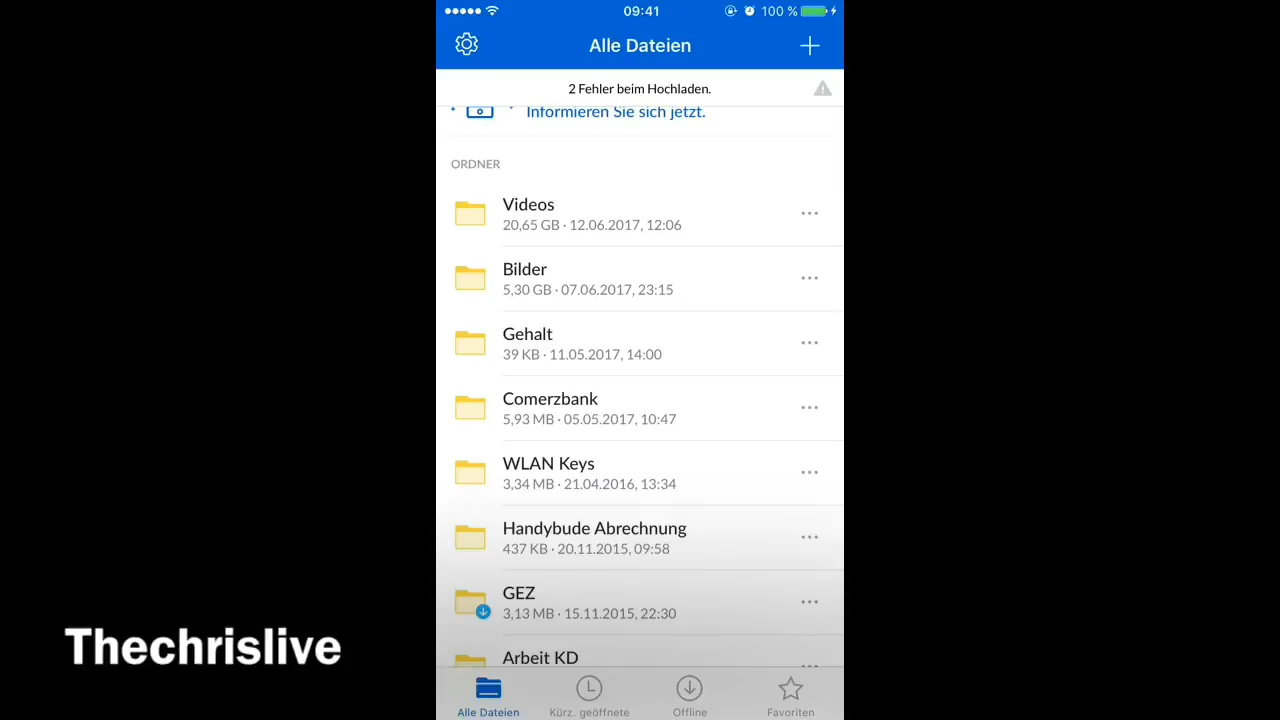 09:41
100 %
Alle Dateien
2 Fehler beim Hochladen.
Informieren Sie sich jetzt.
ORDNER
Videos
20,65 GB · 12.06.2017, 12:06
Bilder
5,30 GB · 07.06.2017, 23:15
Gehalt
39 KB · 11.05.2017, 14:00
Comerzbank
5,93 MB · 05.05.2017, 10:47
WLAN Keys
3,34 MB · 21.04.2016, 13:34
Handybude Abrechnung
437 KB · 20.11.2015, 09:58
GEZ
3,13 MB · 15.11.2015, 22:30
Arbeit KD
Thechrislive
Alle Dateien
Kürz. geöffnete
Offline
Favoriten